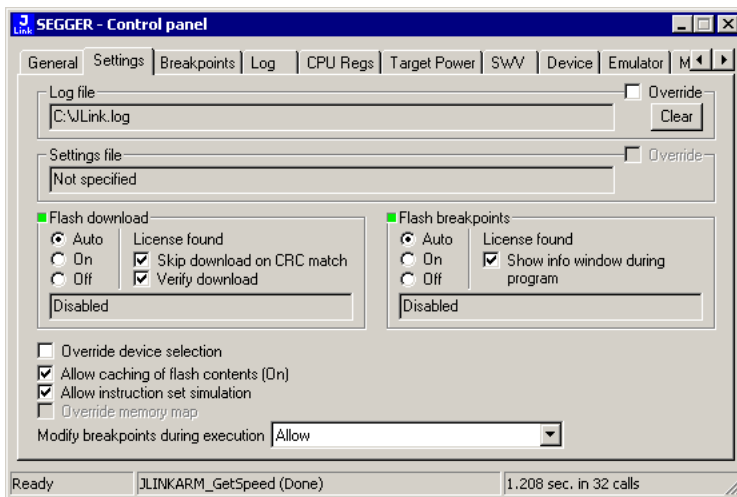 J Link SEGGER - Control panel
General Settings Breakpoints Log CPU Regs Target Power SWV Device Emulator M
Log file Override
C:\JLink.log Clear
Settings file Override
Not specified
Flash download Flash breakpoints
Auto License found Auto License found
On Skip download on CRC match On Show info window during
Off Verify download Off program
Disabled Disabled
Override device selection
Allow caching of flash contents (On)
Allow instruction set simulation
Override memory map
Modify breakpoints during execution Allow
Ready JLINKARM_GetSpeed (Done) 1.208 sec. in 32 calls